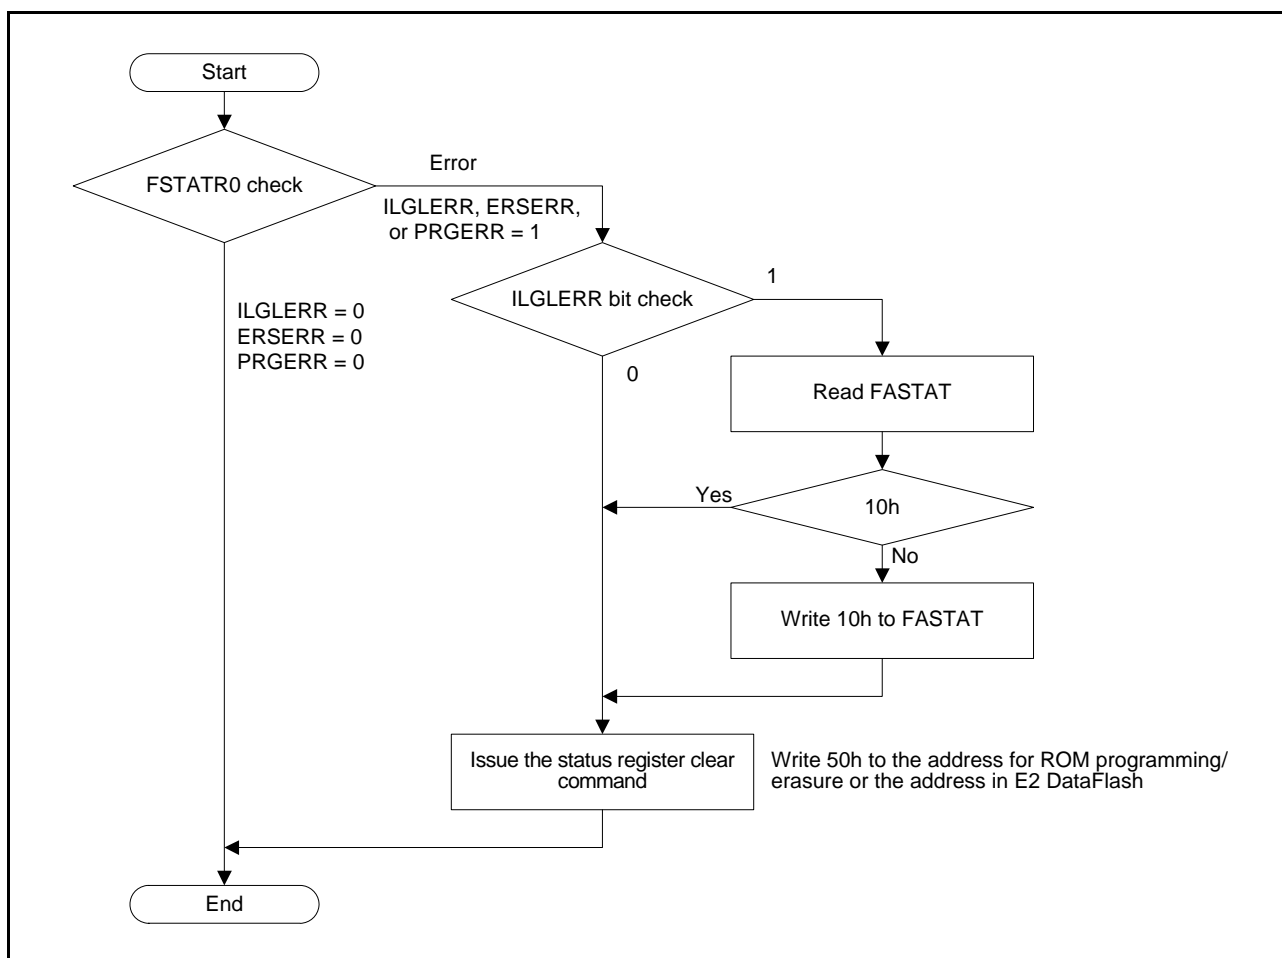 Start
FSTATR0 check
Error
ILGLERR, ERSERR,
or PRGERR = 1
ILGLERR bit check
1
ILGLERR = 0
ERSERR = 0
PRGERR = 0
0
Read FASTAT
Yes
10h
No
Write 10h to FASTAT
Issue the status register clear
command
Write 50h to the address for ROM programming/
erasure or the address in E2 DataFlash
End